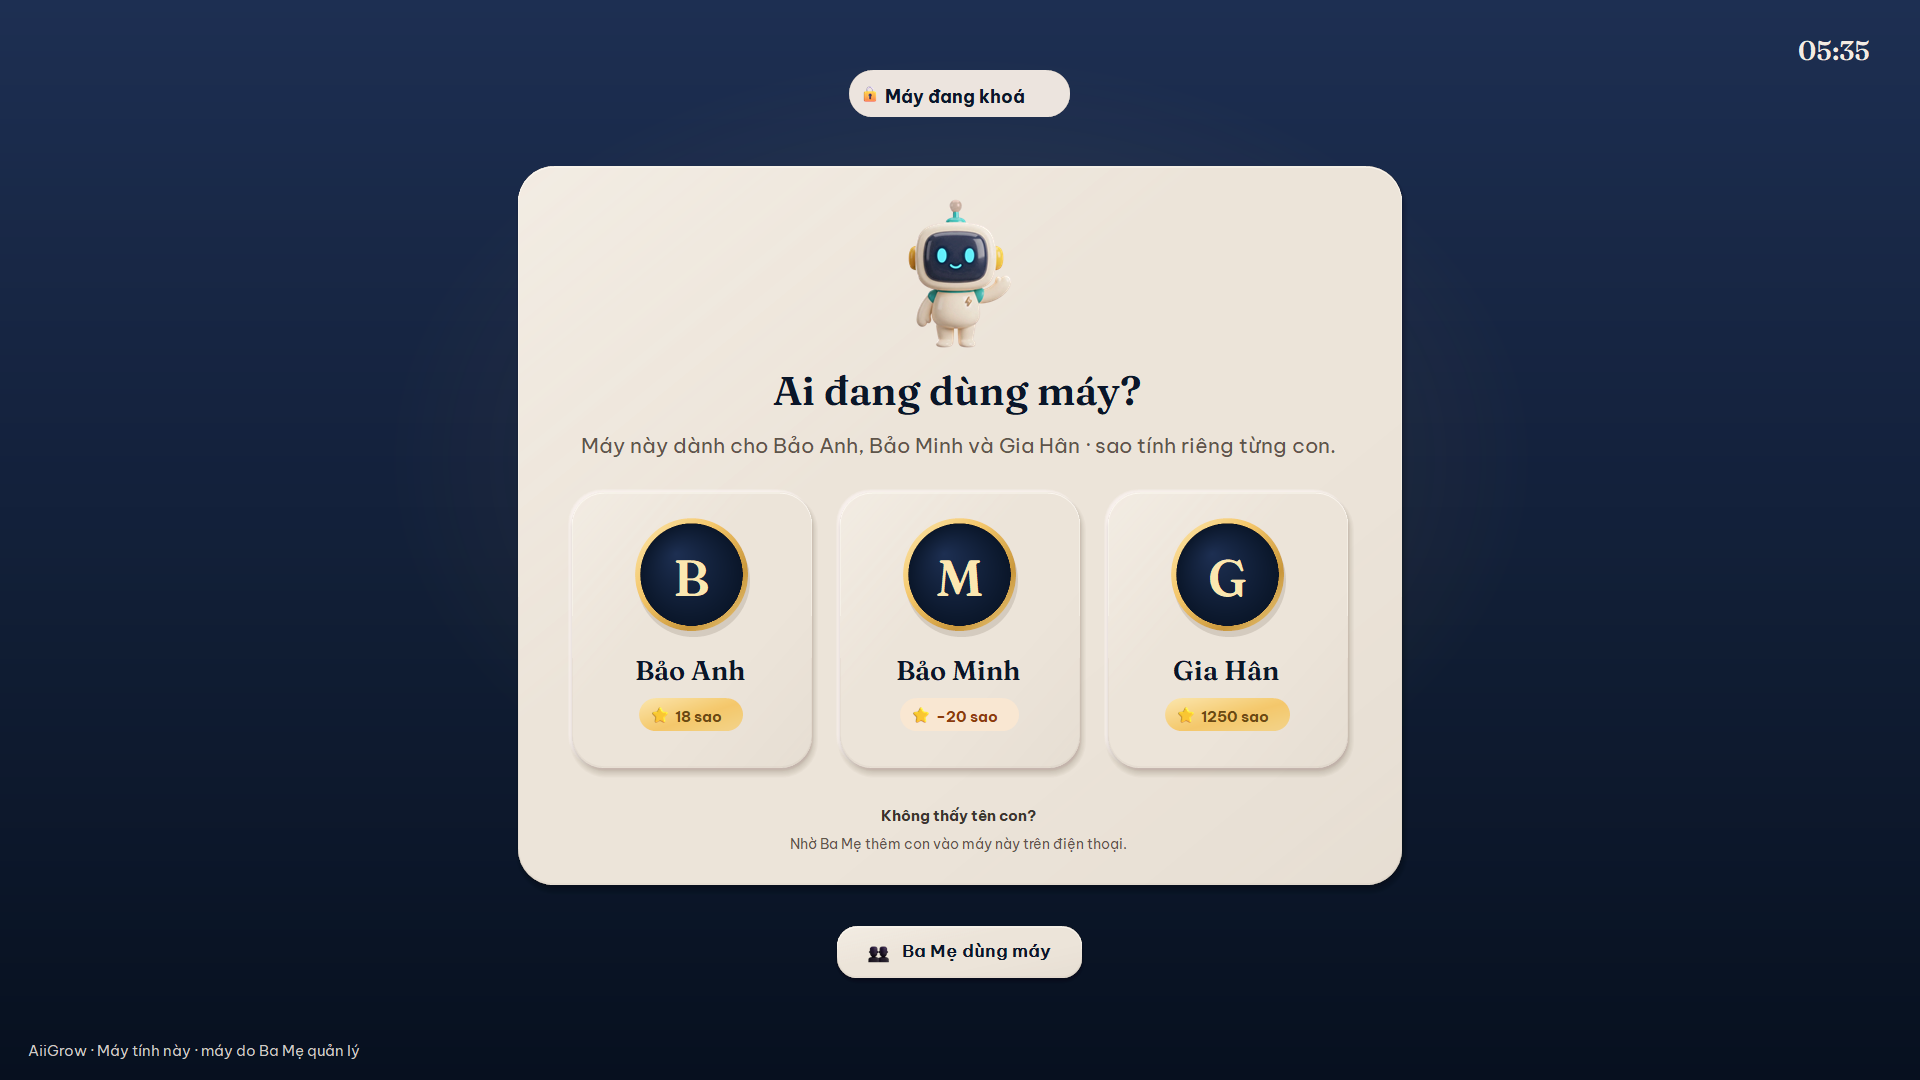 05:35
Máy đang khoá
Ai đang dùng máy?
Máy này dành cho Bảo Anh, Bảo Minh và Gia Hân · sao tính riêng từng con.
B
M
G
Bảo Anh
Bảo Minh
Gia Hân
18 sao
-20 sao
1250 sao
Không thấy tên con?
Nhờ Ba Mẹ thêm con vào máy này trên điện thoại.
Ba Mẹ dùng máy
AiiGrow · Máy tính này · máy do Ba Mẹ quản lý